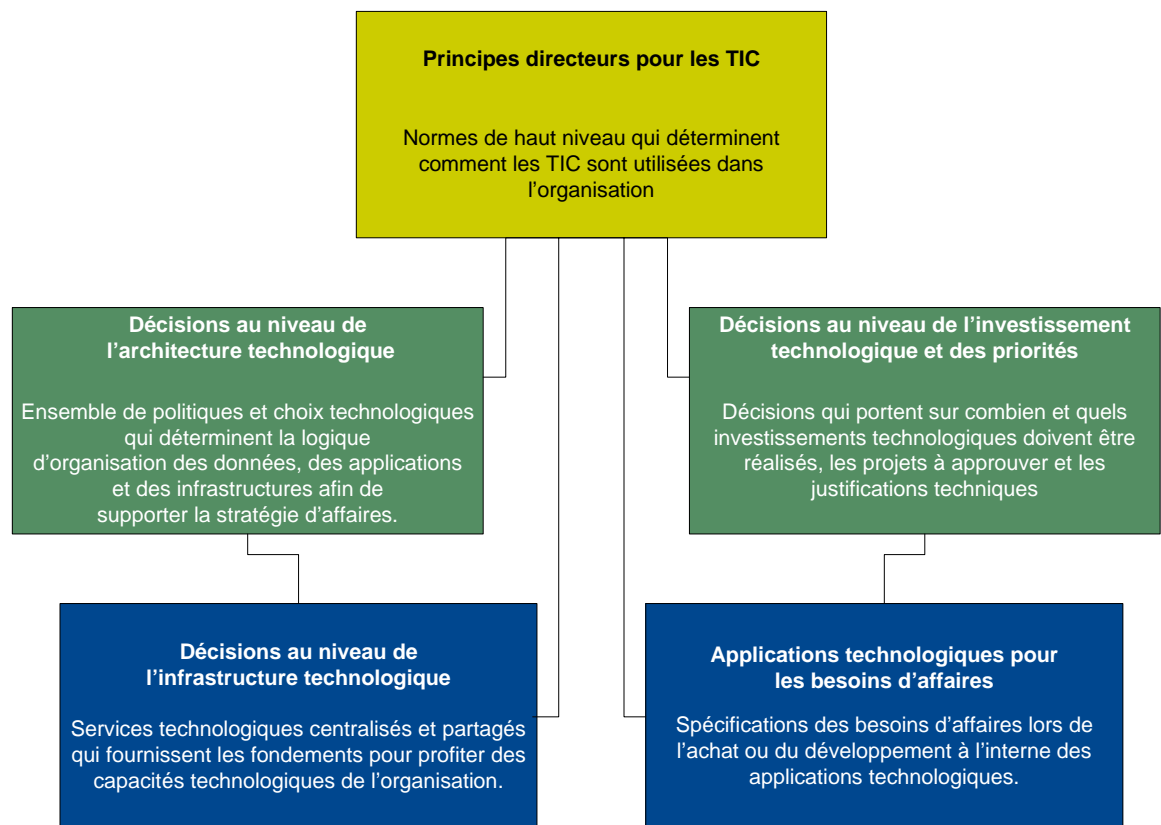 Principes directeurs pour les TIC
Normes de haut niveau qui déterminent
comment les TIC sont utilisées dans
l’organisation
Décisions au niveau de
l’architecture technologique
Ensemble de politiques et choix technologiques
qui déterminent la logique
d’organisation des données, des applications
et des infrastructures afin de
supporter la stratégie d’affaires.
Décisions au niveau de l’investissement
technologique et des priorités
Décisions qui portent sur combien et quels
investissements technologiques doivent être
réalisés, les projets à approuver et les
justifications techniques
Décisions au niveau de
l’infrastructure technologique
Services technologiques centralisés et partagés
qui fournissent les fondements pour profiter des
capacités technologiques de l’organisation.
Applications technologiques pour
les besoins d’affaires
Spécifications des besoins d’affaires lors de
l’achat ou du développement à l’interne des
applications technologiques.